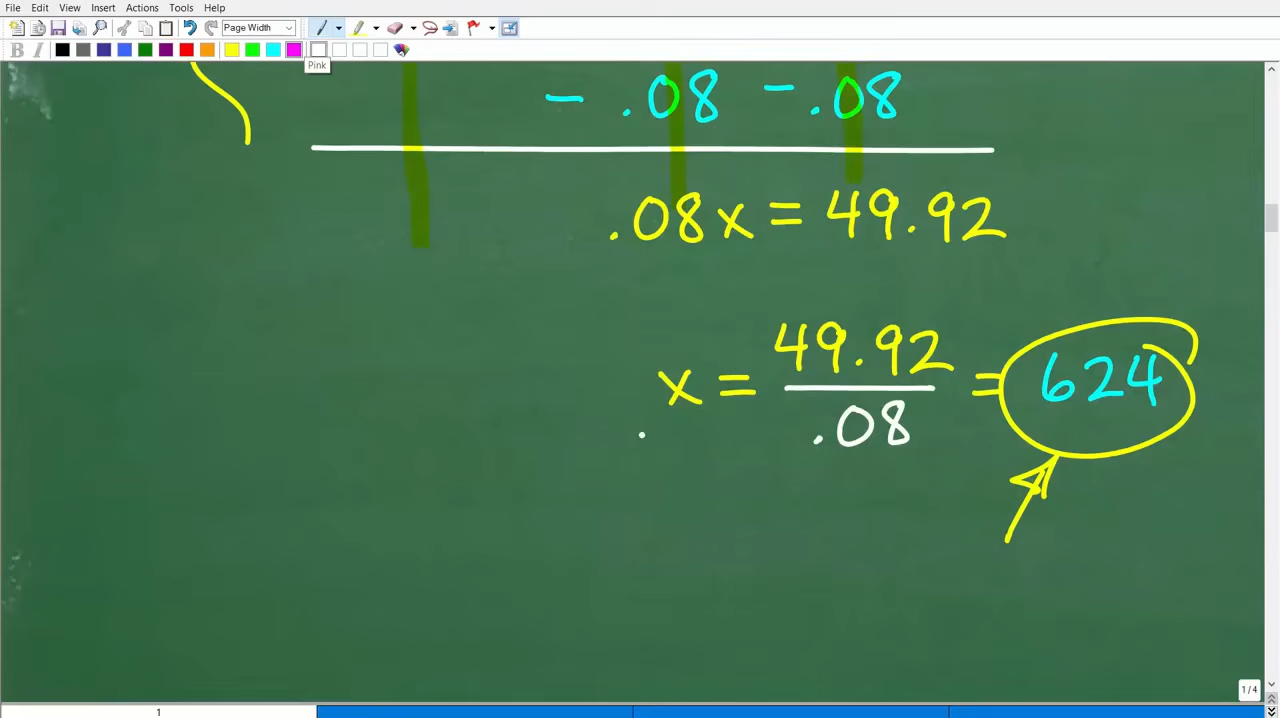 File Edit View Insert Actions Tools Help
Page Width
B I
Pink
- .08 - .08
.08x = 49.92
x = 49.92 / .08 = 624
1/4
1